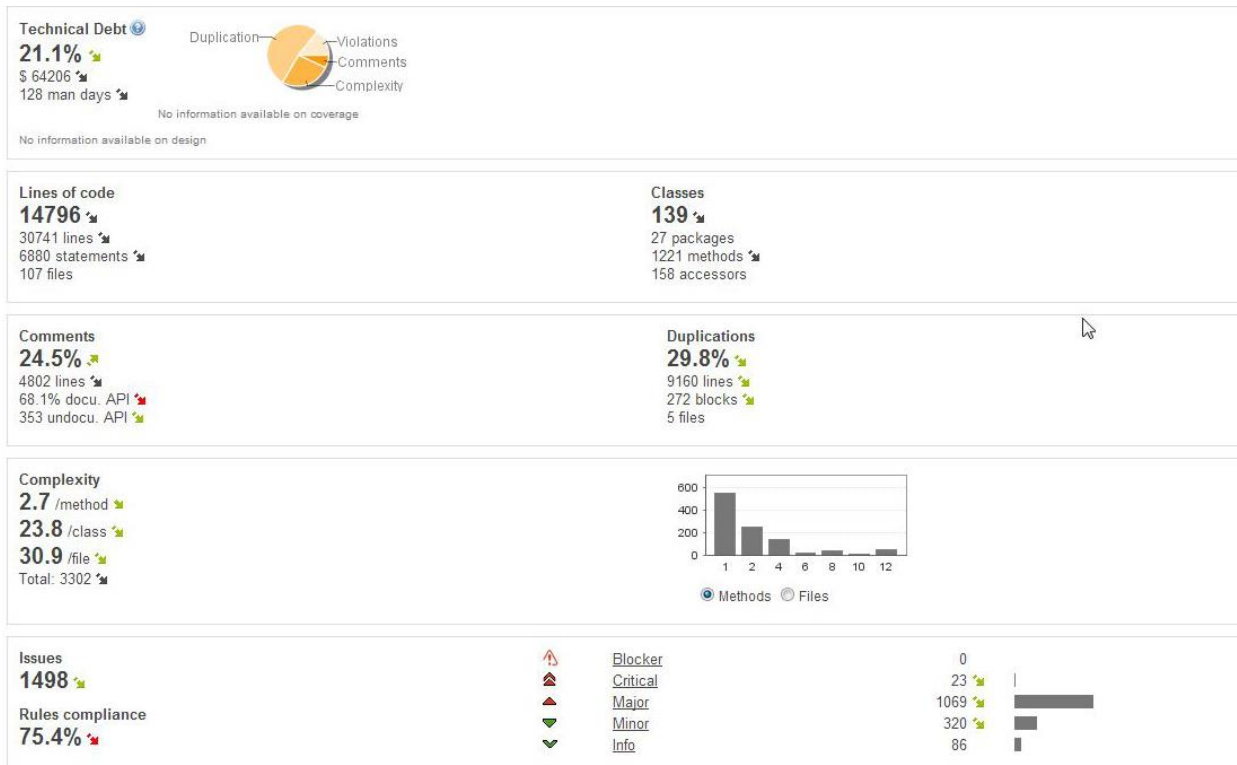 Technical Debt
21.1%
$ 64206
128 man days
Duplication
Violations
Comments
Complexity
No information available on coverage
No information available on design
Lines of code
14796
30741 lines
6880 statements
107 files
Classes
139
27 packages
1221 methods
158 accessors
Comments
24.5%
4802 lines
68.1% docu. API
353 undocu. API
Duplications
29.8%
9160 lines
272 blocks
5 files
Complexity
2.7 /method
23.8 /class
30.9 /file
Total: 3302
600
400
200
0
1 2 4 6 8 10 12
Methods Files
Issues
1498
Rules compliance
75.4%
Blocker 0
Critical 23
Major 1069
Minor 320
Info 86